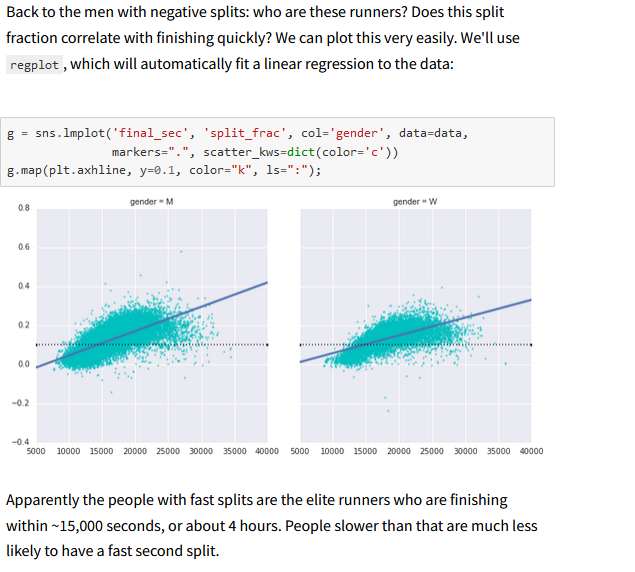 Back to the men with negative splits: who are these runners? Does this split
fraction correlate with finishing quickly? We can plot this very easily. We'll use
regplot , which will automatically fit a linear regression to the data:
g = sns.lmplot('final_sec', 'split_frac', col='gender', data=data,
markers=".", scatter_kws=dict(color='c'))
g.map(plt.axhline, y=0.1, color="k", ls=":");
gender = M
gender = W
0.8
0.6
0.4
0.2
0.0
−0.2
−0.4
5000 10000 15000 20000 25000 30000 35000 40000
5000 10000 15000 20000 25000 30000 35000 40000
Apparently the people with fast splits are the elite runners who are finishing
within ~15,000 seconds, or about 4 hours. People slower than that are much less
likely to have a fast second split.